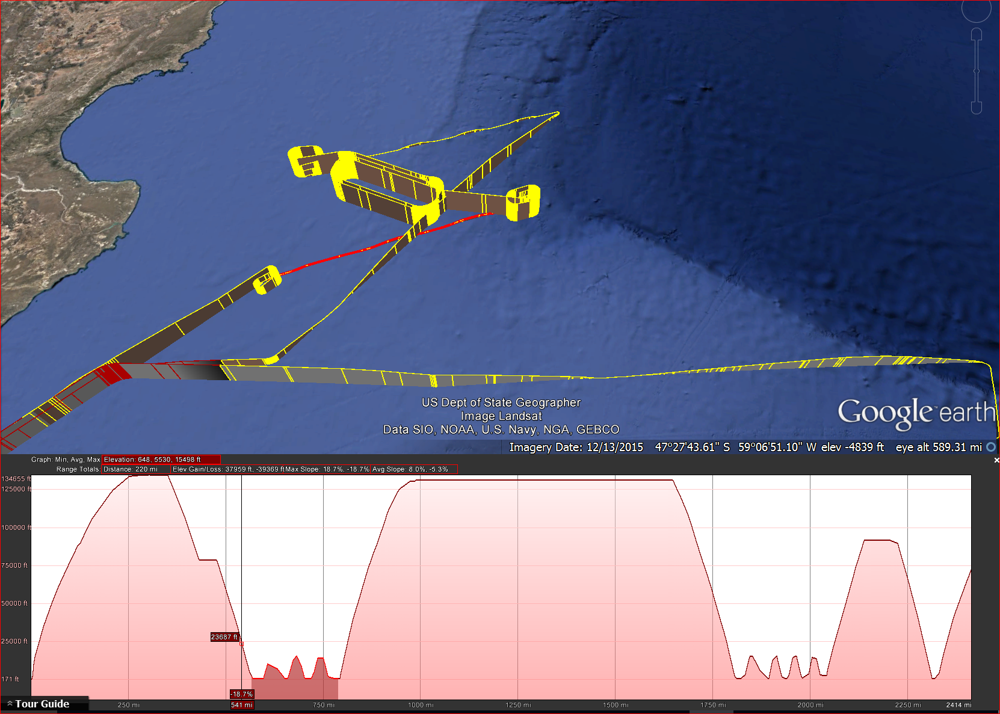 US Dept of State Geographer
Image Landsat
Data SIO, NOAA, U.S. Navy, NGA, GEBCO
Google earth
Imagery Date: 12/13/2015 47°27'43.61" S 59°06'51.10" W elev -4839 ft eye alt 589.31 mi
Graph: Min, Avg, Max Elevation: 648, 5530, 15498 ft
Range Totals: Distance: 220 mi Elev Gain/Loss: 37959 ft, -39369 ft Max Slope: 18.7%, -18.7% Avg Slope: 8.0%, -5.3%
134655 ft
125000 ft
100000 ft
75000 ft
50000 ft
25000 ft
23687 ft
171 ft
-18.7%
Tour Guide
250 mi 541 mi 750 mi 1000 mi 1250 mi 1500 mi 1750 mi 2000 mi 2250 mi 2414 mi